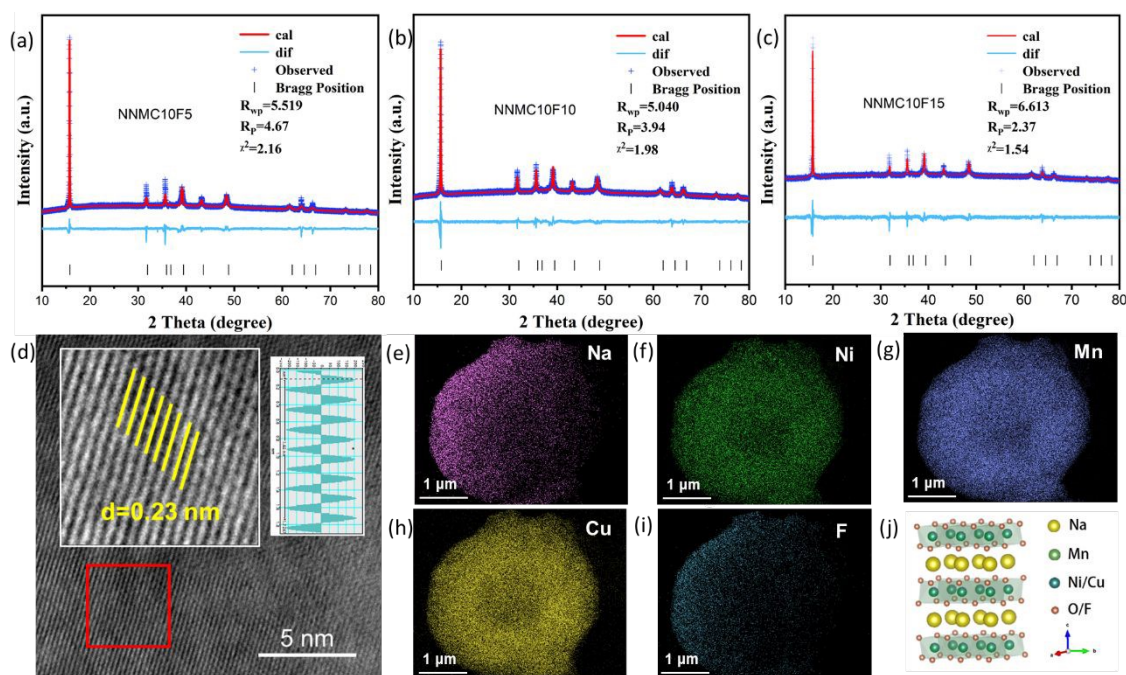 (a)
cal
dif
Observed
Bragg Position
NNMC10F5
Rwp=5.519
RP=4.67
χ2=2.16
Intensity (a.u.)
10 20 30 40 50 60 70 80
2 Theta (degree)
(b)
cal
dif
Observed
Bragg Position
NNMC10F10
Rwp=5.040
RP=3.94
χ2=1.98
Intensity (a.u.)
10 20 30 40 50 60 70 80
2 Theta (degree)
(c)
cal
dif
Observed
Bragg Position
NNMC10F15
Rwp=6.613
RP=2.37
χ2=1.54
Intensity (a.u.)
10 20 30 40 50 60 70 80
2 Theta (degree)
(d)
d=0.23 nm
5 nm
(e)
Na
1 μm
(f)
Ni
1 μm
(g)
Mn
1 μm
(h)
Cu
1 μm
(i)
F
1 μm
(j)
Na
Mn
Ni/Cu
O/F
c
a
b